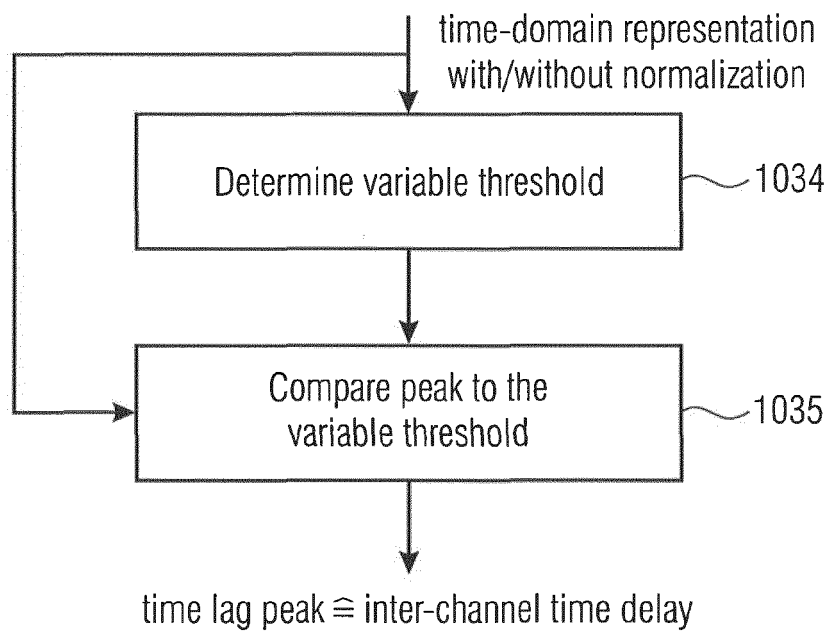 time-domain representation
with/without normalization
Determine variable threshold
1034
Compare peak to the
variable threshold
1035
time lag peak ≙ inter-channel time delay